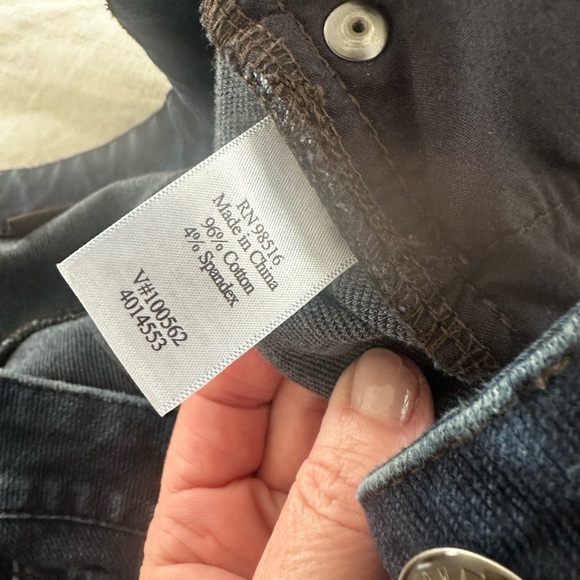 RN 98516
Made in China
96% Cotton
4% Spandex
V#100562
4014553